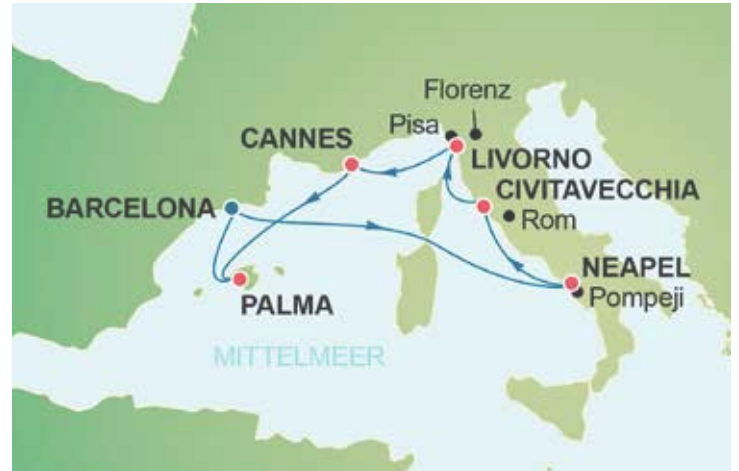 Florenz
Pisa
CANNES
LIVORNO
CIVITAVECCHIA
BARCELONA
Rom
NEAPEL
Pompeji
PALMA
MITTELMEER